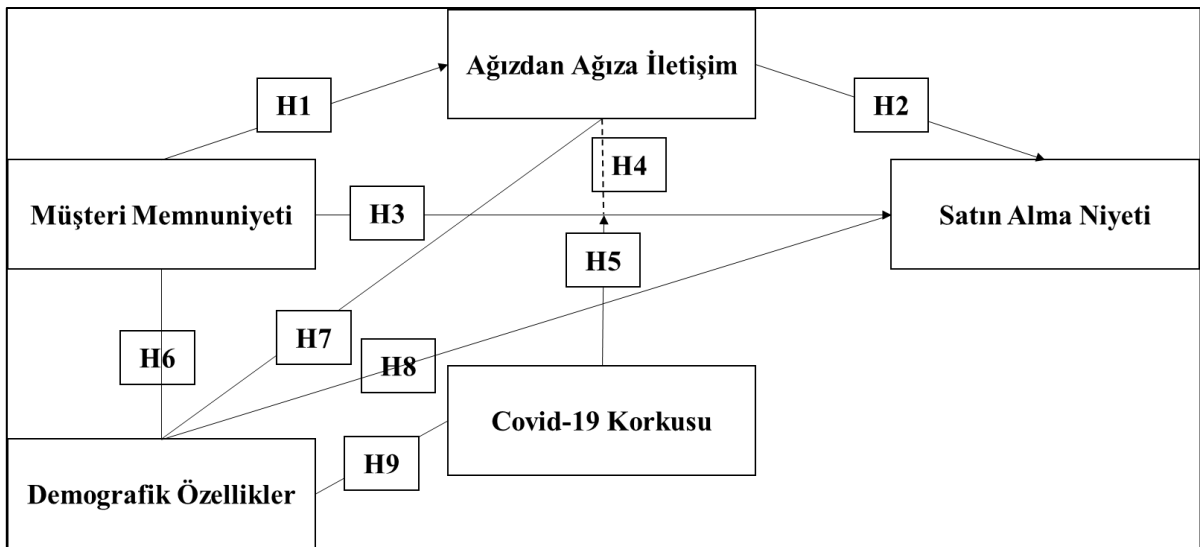 Ağızdan Ağıza İletişim
H1
H2
H4
Müşteri Memnuniyeti
H3
Satın Alma Niyeti
H5
H7
H6
H8
Covid-19 Korkusu
H9
Demografik Özellikler